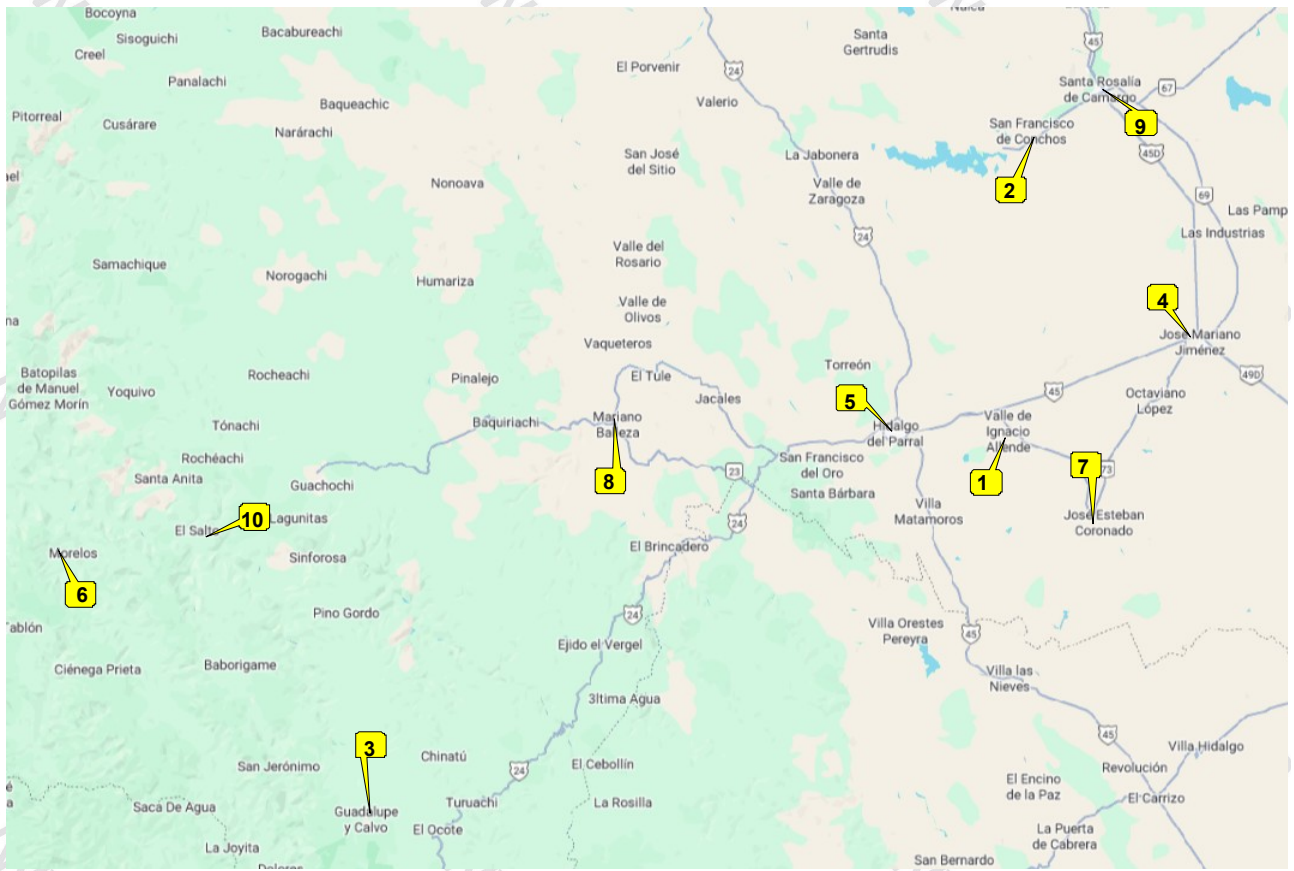 Bocoyna
Sisoguichi
Bacabureachi
Creel
Panalachi
Baqueachic
Pitorreal
Cusárare
Narárachi
Nonoava
El Porvenir
24
Valerio
Santa
Gertrudis
45
Santa Rosalía
de Camargo
67
9
San Francisco
de Conchos
45D
2
San José
del Sitio
La Jabonera
Valle de
Zaragoza
69
Las Pamp
Las Industrias
24
Valle del
Rosario
Samachique
Norogachi
Humariza
Valle de
Olivos
4
José Mariano
Jiménez
Vaqueteros
Batopilas
de Manuel
Gómez Morín
Yoquivo
Rocheachi
Pinalejo
El Tule
Torreón
49D
45
Octaviano
López
Jacales
5
Tónachi
Baquiriachi
Mariano
Balleza
Hidalgo
del Parral
Valle de
Ignacio
Allende
Rochéachi
Santa Anita
Guachochi
8
23
San Francisco
del Oro
Santa Bárbara
1
7
73
Villa
Matamoros
José Esteban
Coronado
10
Lagunitas
El Salto
24
Morelos
Sinforosa
El Brincadero
6
Pino Gordo
24
Villa Orestes
Pereyra
45
Tablón
Ciénega Prieta
Baborigame
Ejido el Vergel
Villa las
Nieves
3ltima Agua
3
45
Villa Hidalgo
Chinatú
San Jerónimo
24
El Cebollín
Revolución
El Encino
de la Paz
Saca De Agua
Guadalupe
y Calvo
Turuachi
La Rosilla
El Carrizo
El Ocote
La Puerta
de Cabrera
La Joyita
San Bernardo